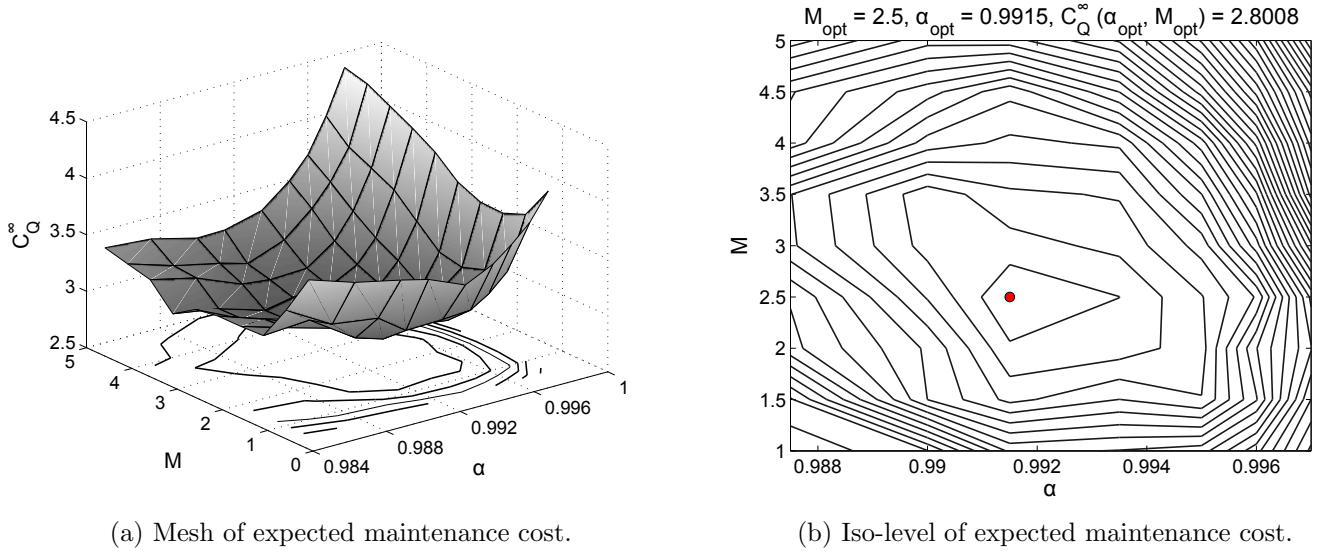 4.5
4
3.5
3
2.5
C_Q^∞
5
4
3
2
1
0
M
0.984
0.988
0.992
0.996
1
α
(a) Mesh of expected maintenance cost.
M_opt = 2.5, α_opt = 0.9915, C_Q^∞ (α_opt, M_opt) = 2.8008
5
4.5
4
3.5
3
2.5
2
1.5
1
M
0.988 0.99 0.992 0.994 0.996
α
(b) Iso-level of expected maintenance cost.